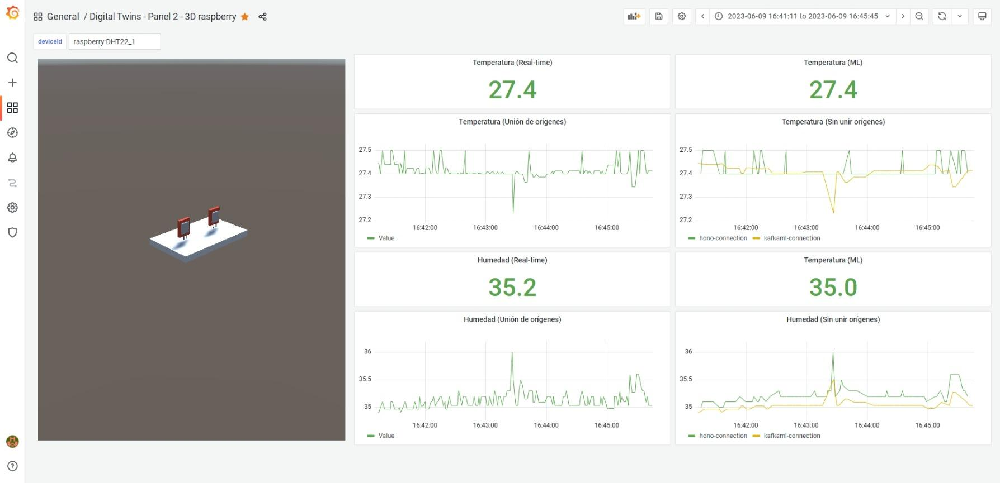 General / Digital Twins - Panel 2 - 3D raspberry
2023-06-09 16:41:11 to 2023-06-09 16:45:45
deviceId
raspberry:DHT22_1
Temperatura (Real-time)
27.4
Temperatura (ML)
27.4
Temperatura (Unión de orígenes)
27.5
27.4
27.3
27.2
16:42:00 16:43:00 16:44:00 16:45:00
Value
Temperatura (Sin unir orígenes)
27.5
27.4
27.3
27.2
16:42:00 16:43:00 16:44:00 16:45:00
hono-connection kafkaml-connection
Humedad (Real-time)
35.2
Temperatura (ML)
35.0
Humedad (Unión de orígenes)
36
35.5
35
16:42:00 16:43:00 16:44:00 16:45:00
Value
Humedad (Sin unir orígenes)
36
35.5
35
16:42:00 16:43:00 16:44:00 16:45:00
hono-connection kafkaml-connection